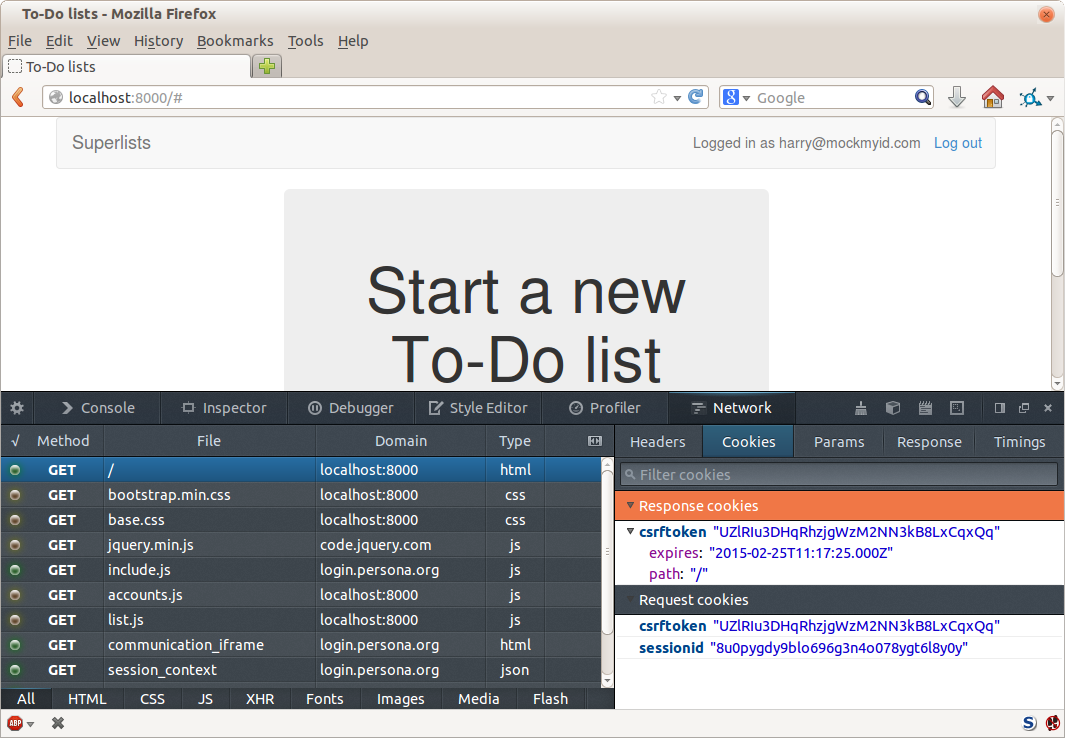 To-Do lists - Mozilla Firefox
File Edit View History Bookmarks Tools Help
To-Do lists
localhost:8000/# Google
Superlists Logged in as harry@mockmyid.com Log out
Start a new
To-Do list
Console Inspector Debugger Style Editor Profiler Network
√ Method File Domain Type
GET / localhost:8000 html
GET bootstrap.min.css localhost:8000 css
GET base.css localhost:8000 css
GET jquery.min.js code.jquery.com js
GET include.js login.persona.org js
GET accounts.js localhost:8000 js
GET list.js localhost:8000 js
GET communication_iframe login.persona.org html
GET session_context login.persona.org json
All HTML CSS JS XHR Fonts Images Media Flash
Headers Cookies Params Response Timings
Filter cookies
Response cookies
csrftoken "UZlRIu3DHqRhzjgWzM2NN3kB8LxCqxQq"
expires: "2015-02-25T11:17:25.000Z"
path: "/"
Request cookies
csrftoken "UZlRIu3DHqRhzjgWzM2NN3kB8LxCqxQq"
sessionid "8u0pygdy9blo696g3n4o078ygt6l8y0y"
ABP S